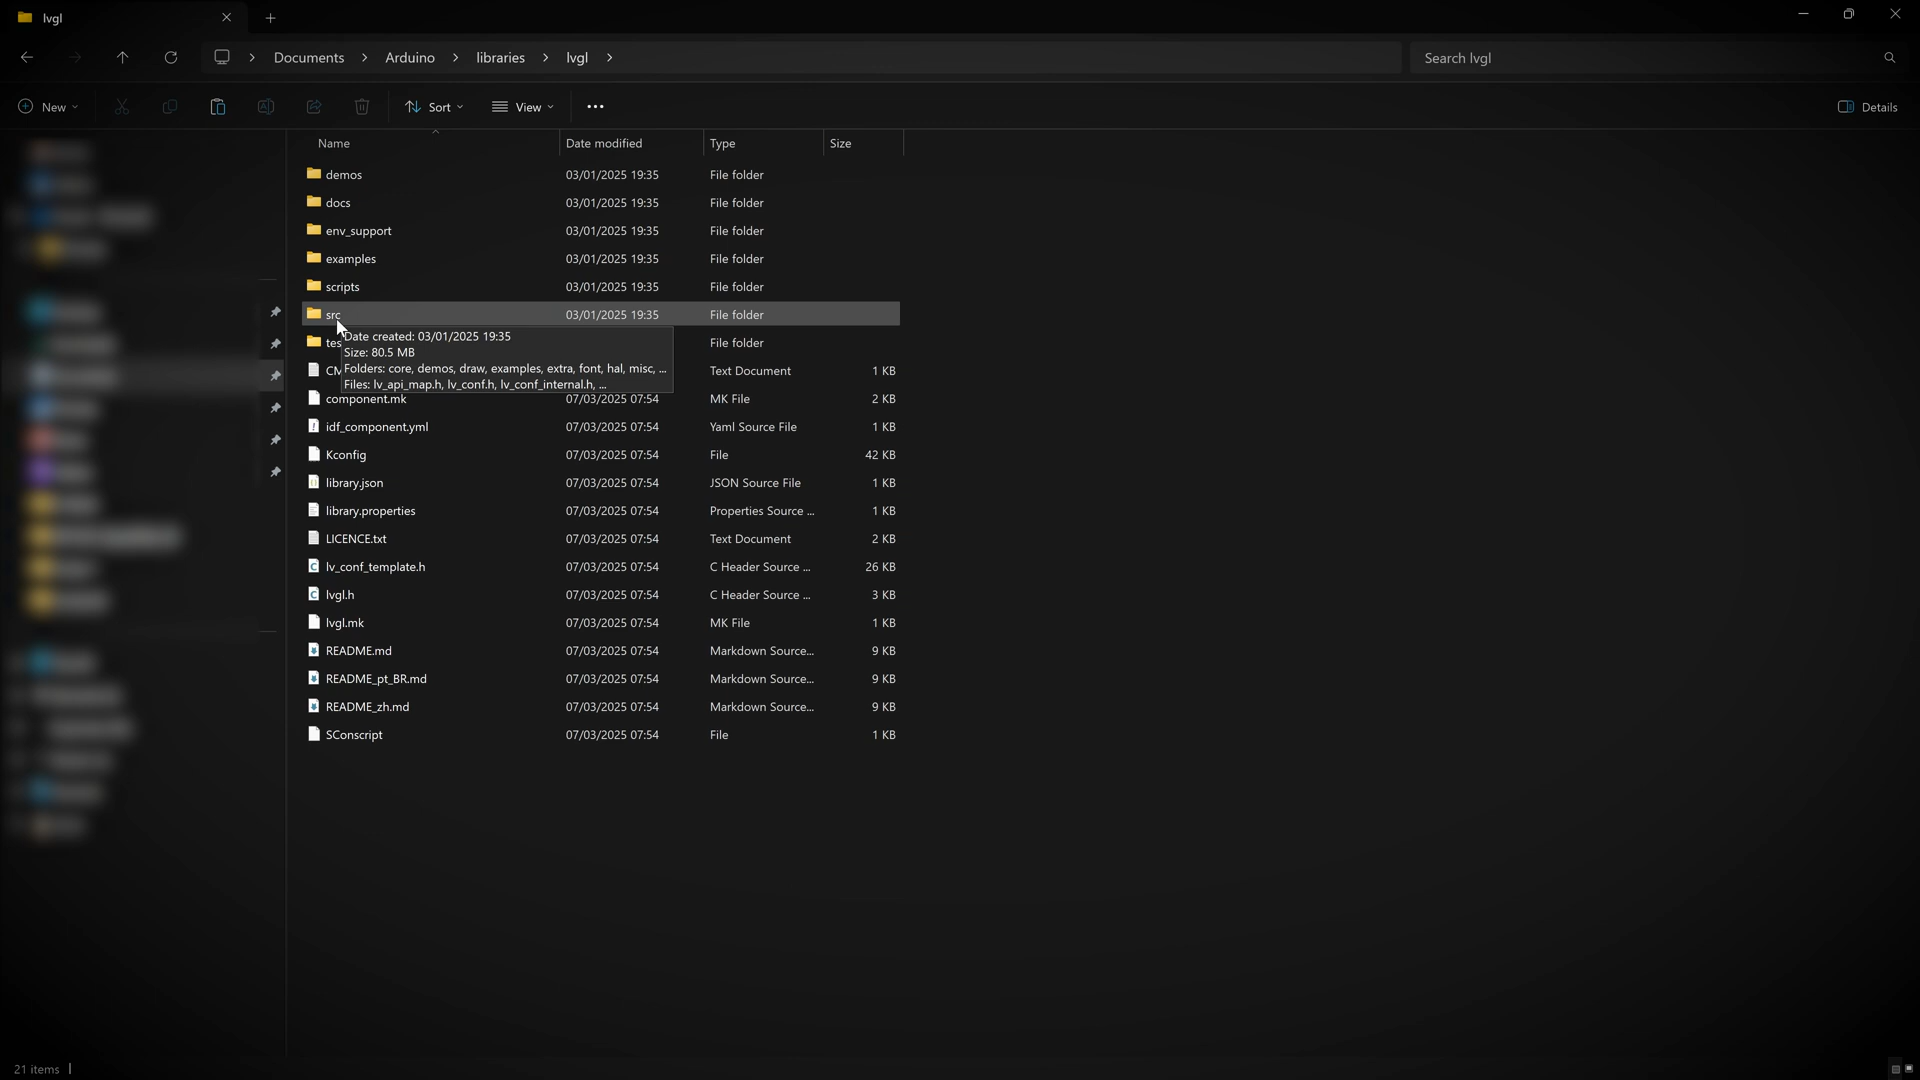 lvgl
Documents
Arduino
libraries
lvgl
Search lvgl
New
Sort
View
Details
Name Date modified Type Size
demos 03/01/2025 19:35 File folder
docs 03/01/2025 19:35 File folder
env_support 03/01/2025 19:35 File folder
examples 03/01/2025 19:35 File folder
scripts 03/01/2025 19:35 File folder
src 03/01/2025 19:35 File folder
Date created: 03/01/2025 19:35
Size: 80.5 MB
Folders: core, demos, draw, examples, extra, font, hal, misc, ...
Files: lv_api_map.h, lv_conf.h, lv_conf_internal.h, ...
File folder
Text Document 1 KB
component.mk 07/03/2025 07:54 MK File 2 KB
idf_component.yml 07/03/2025 07:54 Yaml Source File 1 KB
Kconfig 07/03/2025 07:54 File 42 KB
library.json 07/03/2025 07:54 JSON Source File 1 KB
library.properties 07/03/2025 07:54 Properties Source ... 1 KB
LICENCE.txt 07/03/2025 07:54 Text Document 2 KB
lv_conf_template.h 07/03/2025 07:54 C Header Source ... 26 KB
lvgl.h 07/03/2025 07:54 C Header Source ... 3 KB
lvgl.mk 07/03/2025 07:54 MK File 1 KB
README.md 07/03/2025 07:54 Markdown Source... 9 KB
README_pt_BR.md 07/03/2025 07:54 Markdown Source... 9 KB
README_zh.md 07/03/2025 07:54 Markdown Source... 9 KB
SConscript 07/03/2025 07:54 File 1 KB
21 items